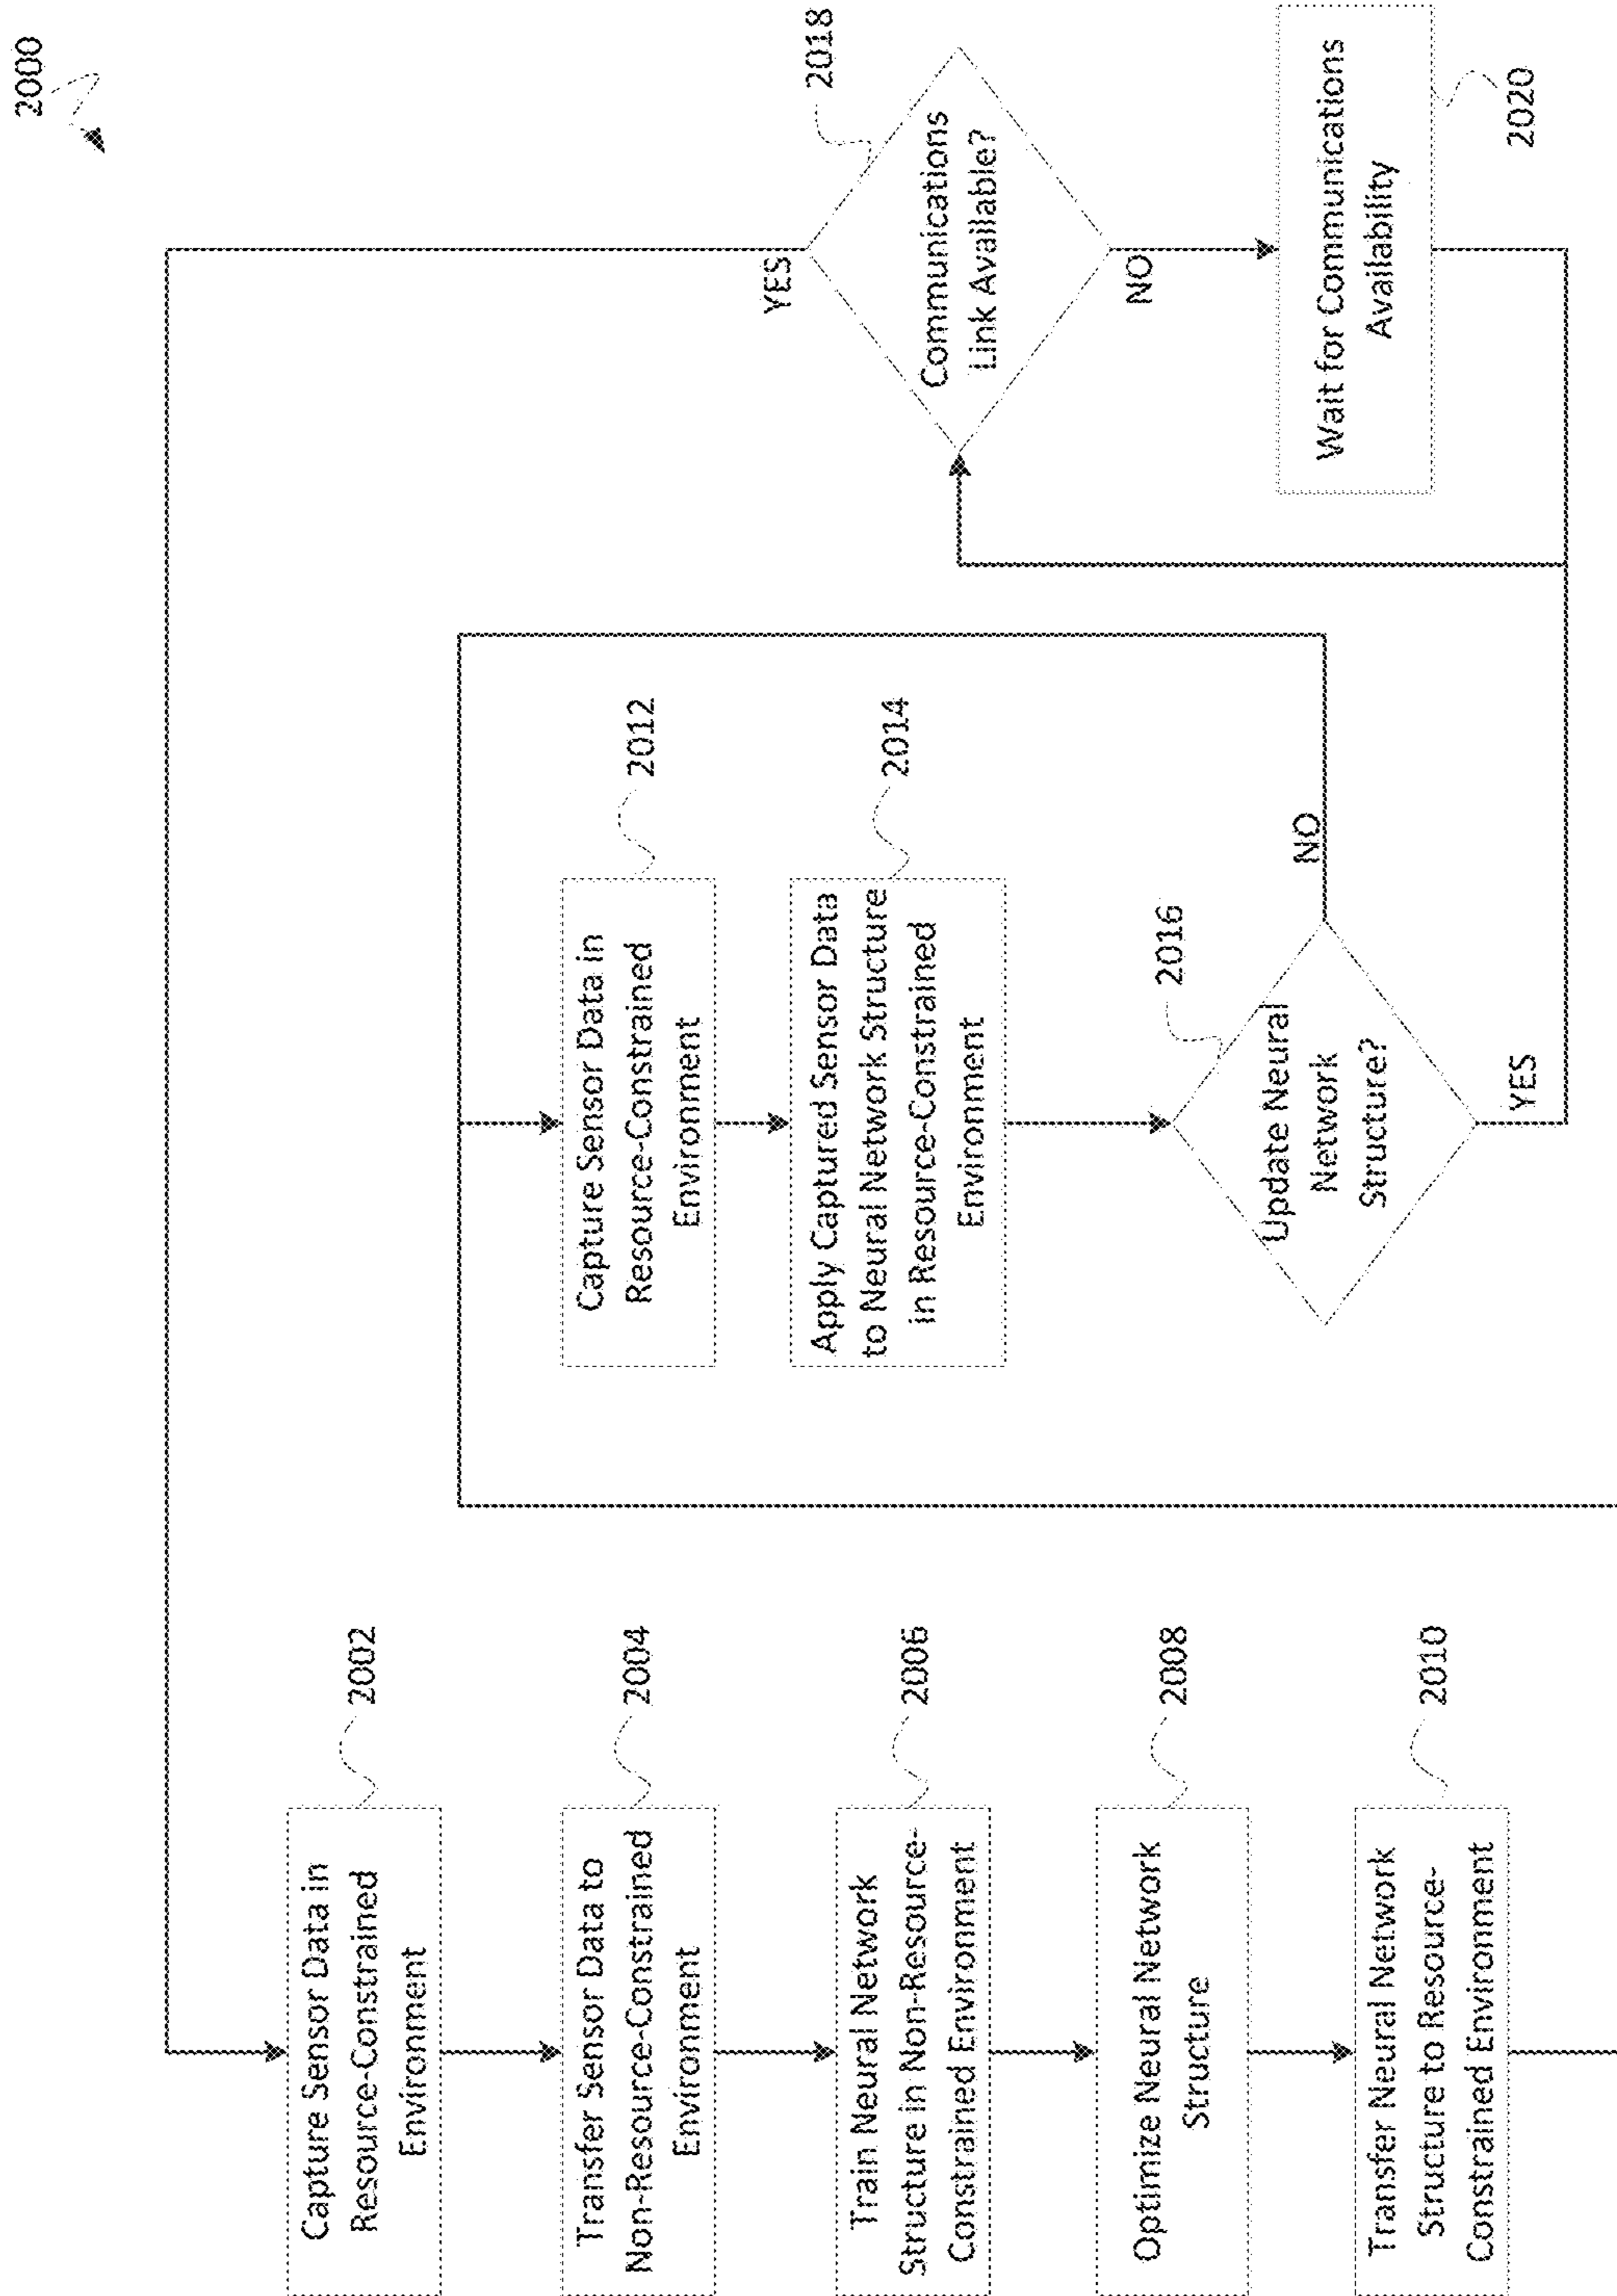 2000
Capture Sensor Data in
Resource-Constrained
Environment
2002
Transfer Sensor Data to
Non-Resource-Constrained
Environment
2004
Train Neural Network
Structure in Non-Resource-
Constrained Environment
2006
Optimize Neural Network
Structure
2008
Transfer Neural Network
Structure to Resource-
Constrained Environment
2010
Capture Sensor Data in
Resource-Constrained
Environment
2012
Apply Captured Sensor Data
to Neural Network Structure
in Resource-Constrained
Environment
2014
Update Neural
Network
Structure?
2016
NO
YES
YES
Communications
Link Available?
2018
NO
Wait for Communications
Availability
2020